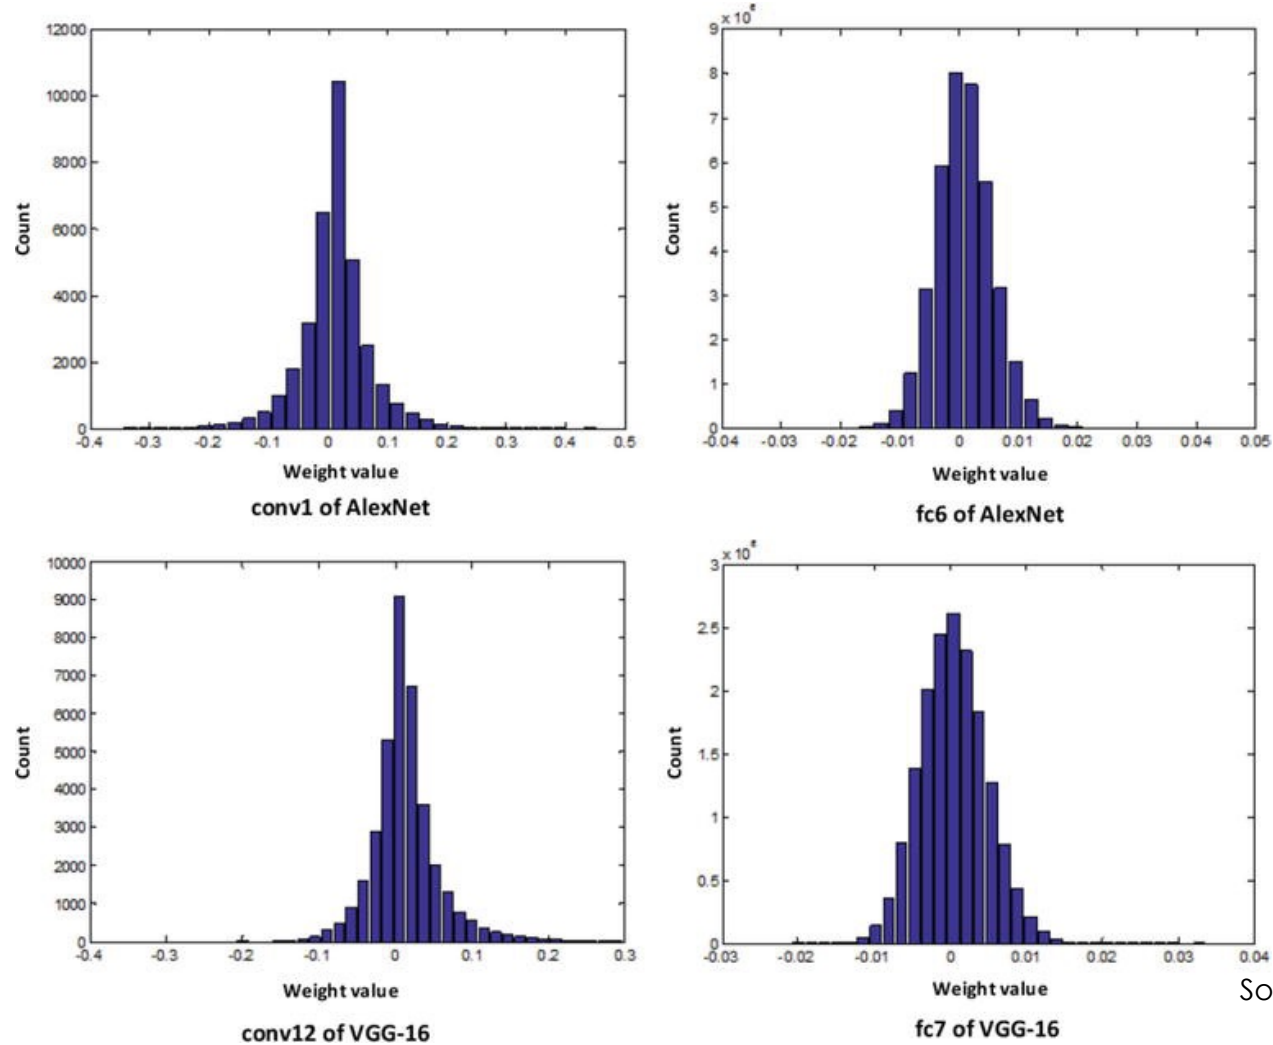 12000
10000
8000
6000
4000
2000
0
-0.4 -0.3 -0.2 -0.1 0 0.1 0.2 0.3 0.4 0.5
Count
Weight value
conv1 of AlexNet
9
8
7
6
5
4
3
2
1
0
-0.04 -0.03 -0.02 -0.01 0 0.01 0.02 0.03 0.04 0.05
Count
Weight value
fc6 of AlexNet
10000
9000
8000
7000
6000
5000
4000
3000
2000
1000
0
-0.4 -0.3 -0.2 -0.1 0 0.1 0.2 0.3
Count
Weight value
conv12 of VGG-16
3
2.5
2
1.5
1
0.5
0
-0.03 -0.02 -0.01 0 0.01 0.02 0.03 0.04
Count
Weight value
fc7 of VGG-16
So